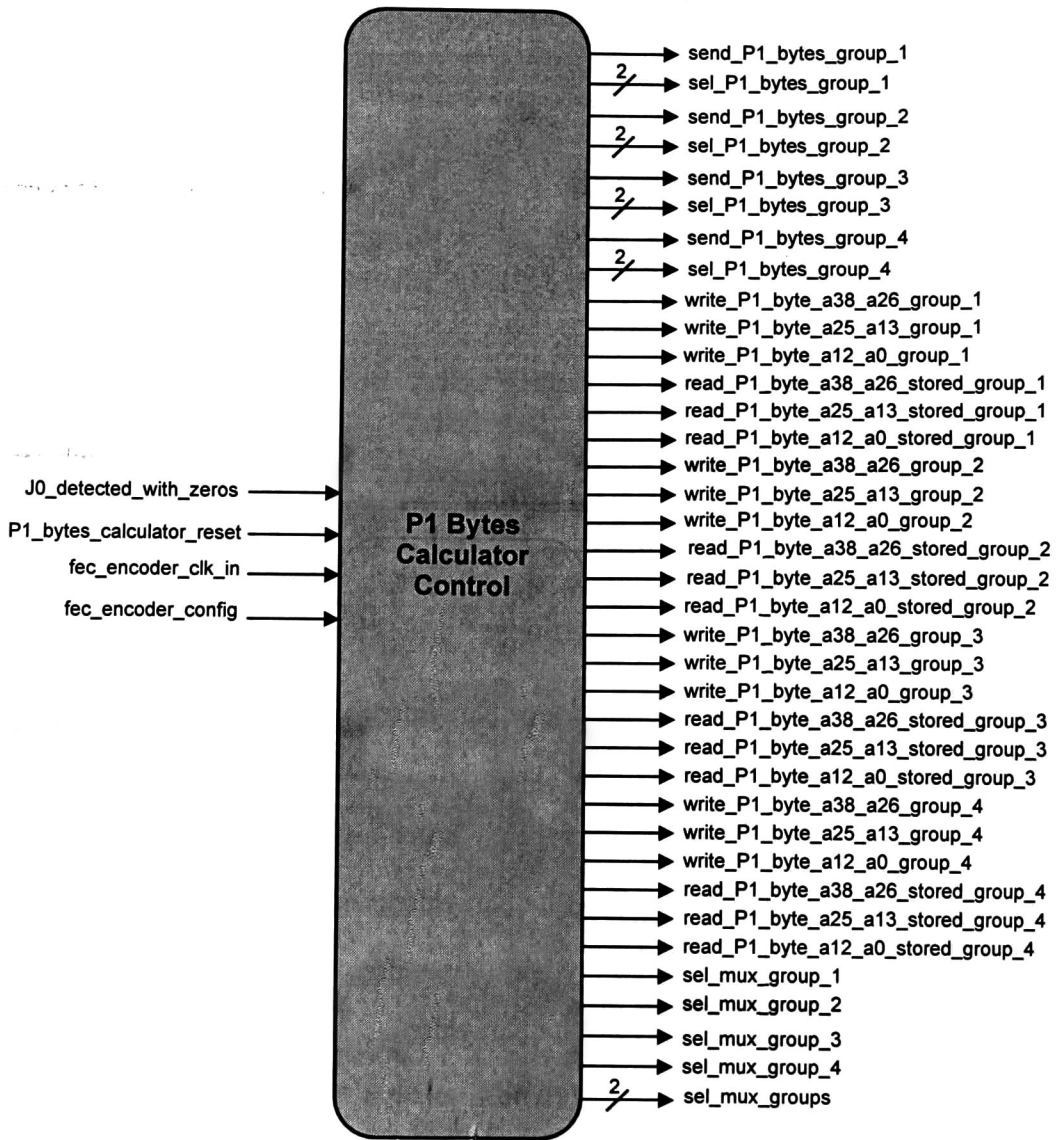 send_P1_bytes_group_1
2
sel_P1_bytes_group_1
send_P1_bytes_group_2
2
sel_P1_bytes_group_2
send_P1_bytes_group_3
2
sel_P1_bytes_group_3
send_P1_bytes_group_4
2
sel_P1_bytes_group_4
write_P1_byte_a38_a26_group_1
write_P1_byte_a25_a13_group_1
write_P1_byte_a12_a0_group_1
read_P1_byte_a38_a26_stored_group_1
read_P1_byte_a25_a13_stored_group_1
read_P1_byte_a12_a0_stored_group_1
write_P1_byte_a38_a26_group_2
write_P1_byte_a25_a13_group_2
write_P1_byte_a12_a0_group_2
read_P1_byte_a38_a26_stored_group_2
read_P1_byte_a25_a13_stored_group_2
read_P1_byte_a12_a0_stored_group_2
write_P1_byte_a38_a26_group_3
write_P1_byte_a25_a13_group_3
write_P1_byte_a12_a0_group_3
read_P1_byte_a38_a26_stored_group_3
read_P1_byte_a25_a13_stored_group_3
read_P1_byte_a12_a0_stored_group_3
write_P1_byte_a38_a26_group_4
write_P1_byte_a25_a13_group_4
write_P1_byte_a12_a0_group_4
read_P1_byte_a38_a26_stored_group_4
read_P1_byte_a25_a13_stored_group_4
read_P1_byte_a12_a0_stored_group_4
sel_mux_group_1
sel_mux_group_2
sel_mux_group_3
sel_mux_group_4
2
sel_mux_groups
J0_detected_with_zeros
P1_bytes_calculator_reset
fec_encoder_clk_in
fec_encoder_config
P1 Bytes
Calculator
Control